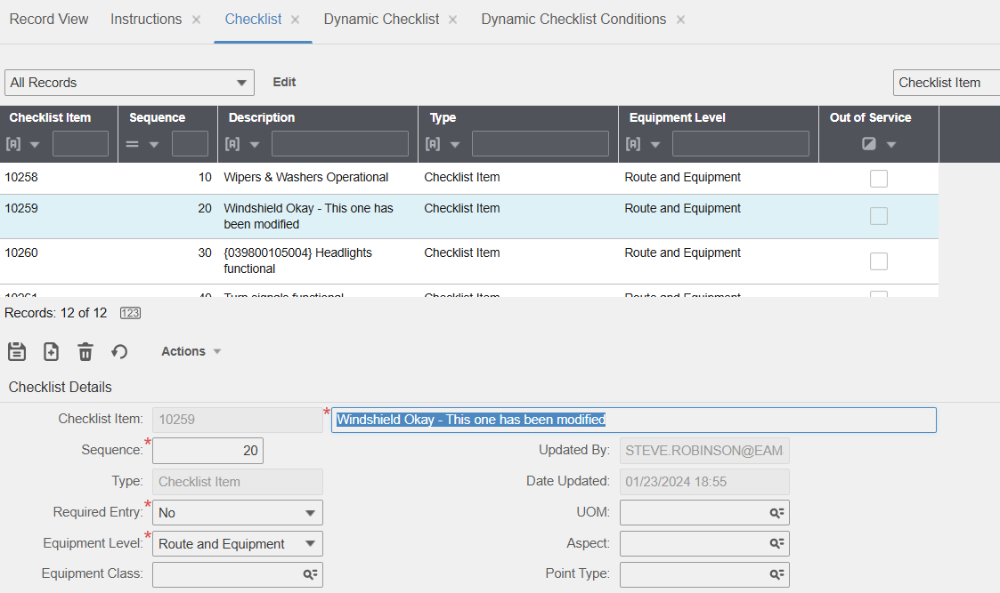 Record View Instructions × Checklist × Dynamic Checklist × Dynamic Checklist Conditions ×
All Records Edit Checklist Item
Checklist Item Sequence Description Type Equipment Level Out of Service
[A] = [A] [A] [A]
10258 10 Wipers & Washers Operational Checklist Item Route and Equipment
10259 20 Windshield Okay - This one has Checklist Item Route and Equipment
been modified
10260 30 {039800105004} Headlights Checklist Item Route and Equipment
functional
10261 40 Turn signals functional Checklist Item Route and Equipment
Records: 12 of 12 123
Actions
Checklist Details
Checklist Item: 10259 * Windshield Okay - This one has been modified
Sequence: * 20 Updated By: STEVE.ROBINSON@EAM
Type: Checklist Item Date Updated: 01/23/2024 18:55
Required Entry: * No UOM:
Equipment Level: * Route and Equipment Aspect:
Equipment Class: Point Type: